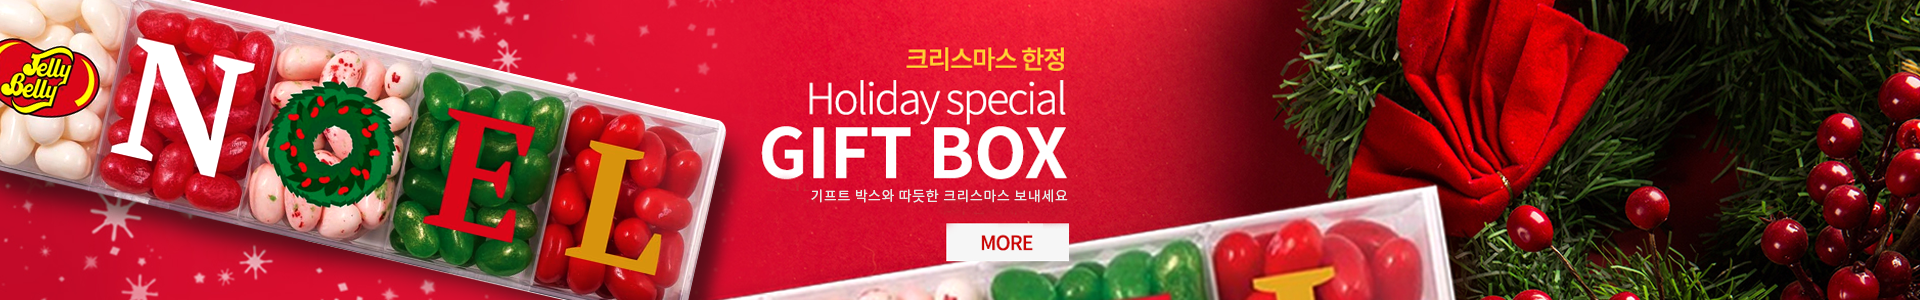 Jelly
Belly
NOEL
크리스마스 한정
Holiday special
GIFT BOX
기프트 박스와 따듯한 크리스마스 보내세요
MORE
E L